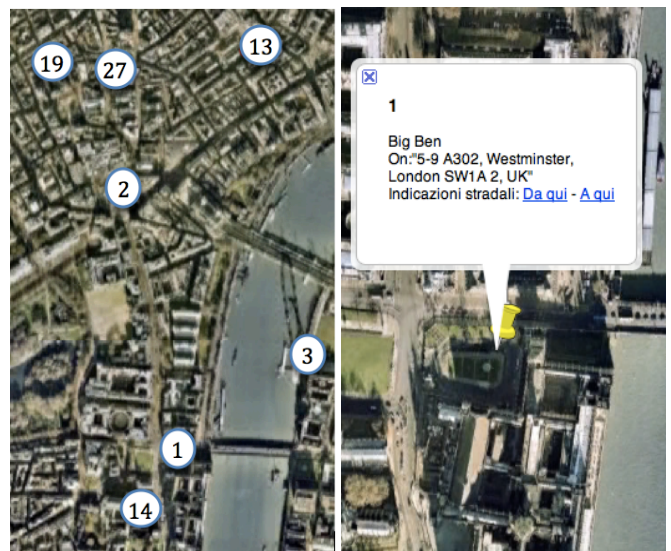 19
27
13
2
3
1
14
1
Big Ben
On:"5-9 A302, Westminster,
London SW1A 2, UK"
Indicazioni stradali: Da qui - A qui